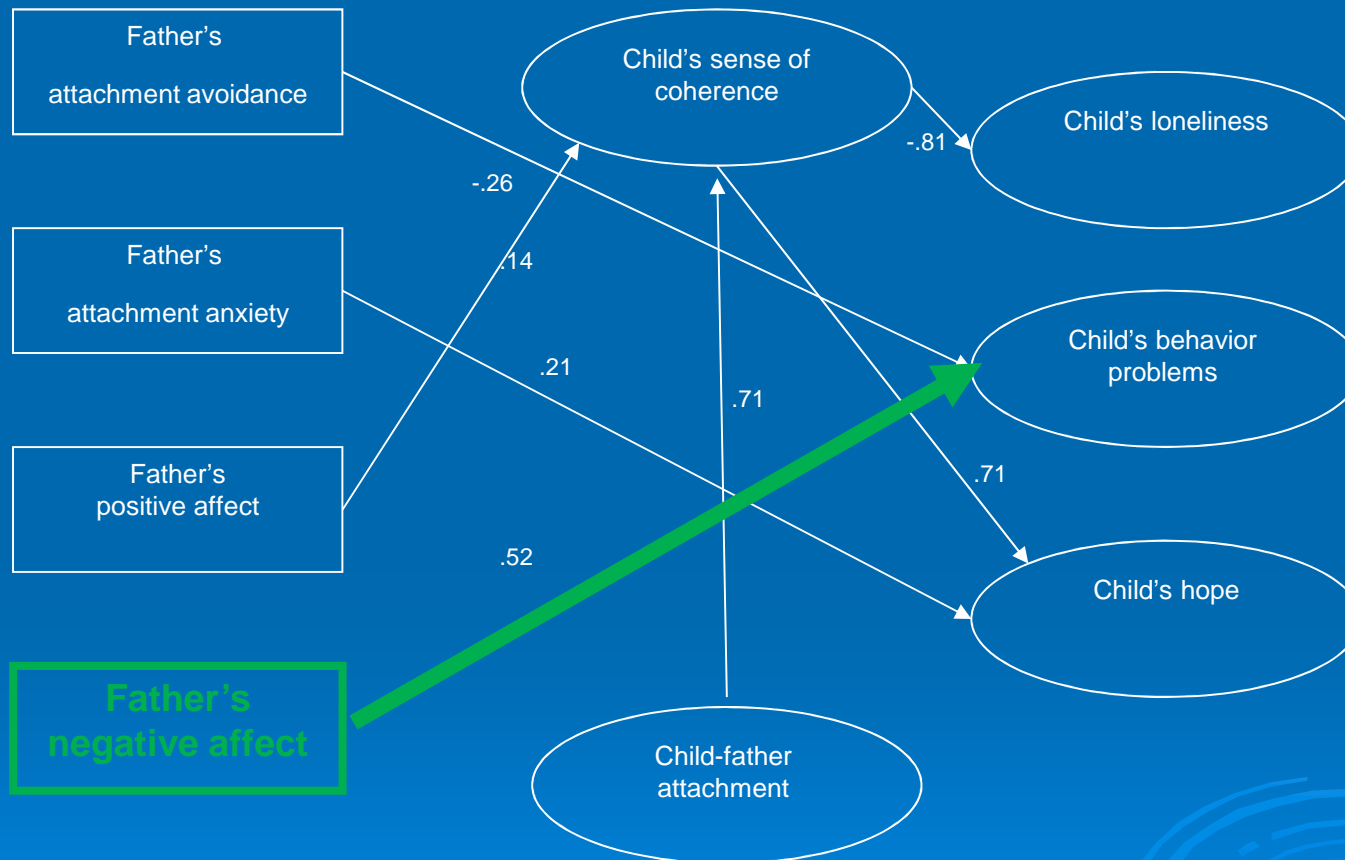 Father’s
attachment avoidance
Child’s sense of
coherence
Child’s loneliness
-.81
-.26
Father’s
attachment anxiety
.14
Child’s behavior
problems
.21
.71
Father’s
positive affect
.71
.52
Child’s hope
Father’s
negative affect
Child-father
attachment